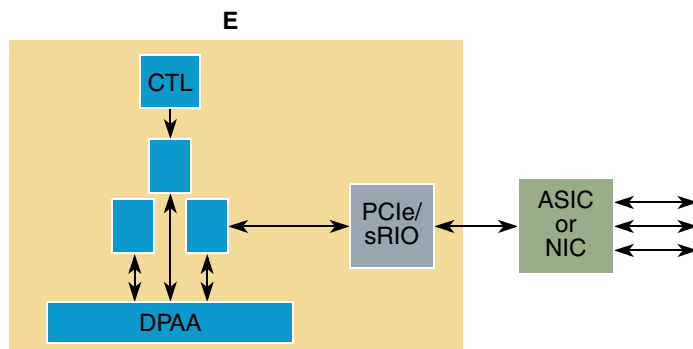 E
CTL
PCIe/
sRIO
ASIC
or
NIC
DPAA